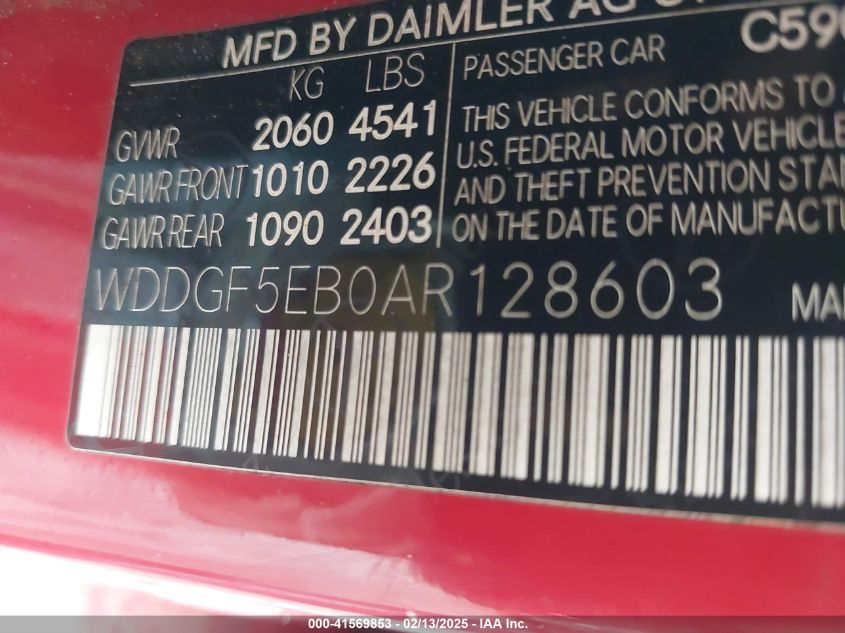 MFD BY DAIMLER AG
KG LBS
GVWR 2060 4541
GAWR FRONT 1010 2226
GAWR REAR 1090 2403
PASSENGER CAR C590
THIS VEHICLE CONFORMS TO
U.S. FEDERAL MOTOR VEHICLE
AND THEFT PREVENTION STAN
ON THE DATE OF MANUFACTU
WDDGF5EB0AR128603
000-41569853 - 02/13/2025 - IAA Inc.